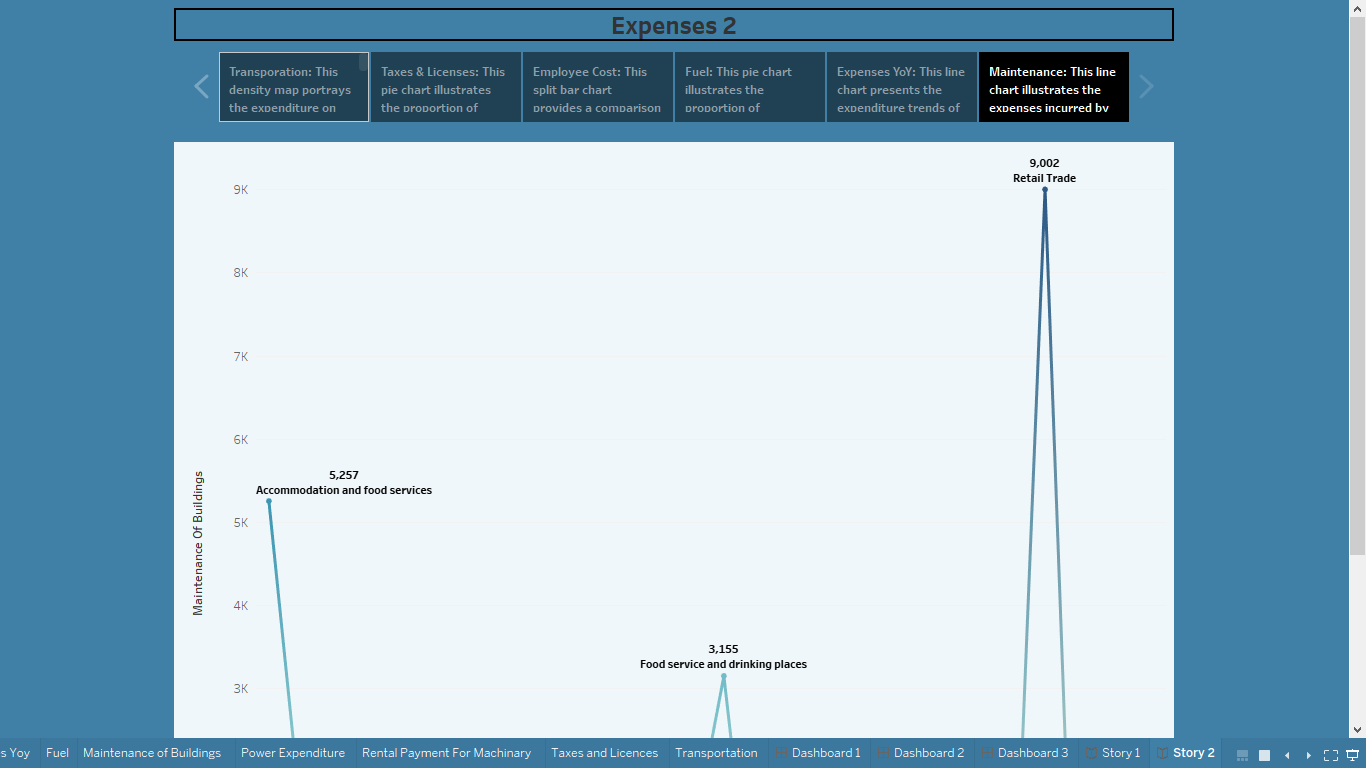 Expenses 2
Transporation: This
density map portrays
the expenditure on
Taxes & Licenses: This
pie chart illustrates
the proportion of
Employee Cost: This
split bar chart
provides a comparison
Fuel: This pie chart
illustrates the
proportion of
Expenses YoY: This line
chart presents the
expenditure trends of
Maintenance: This line
chart illustrates the
expenses incurred by
9,002
Retail Trade
9K
8K
7K
6K
5,257
Accommodation and food services
5K
Maintenance Of Buildings
4K
3,155
Food service and drinking places
3K
s Yoy
Fuel
Maintenance of Buildings
Power Expenditure
Rental Payment For Machinary
Taxes and Licences
Transportation
Dashboard 1
Dashboard 2
Dashboard 3
Story 1
Story 2